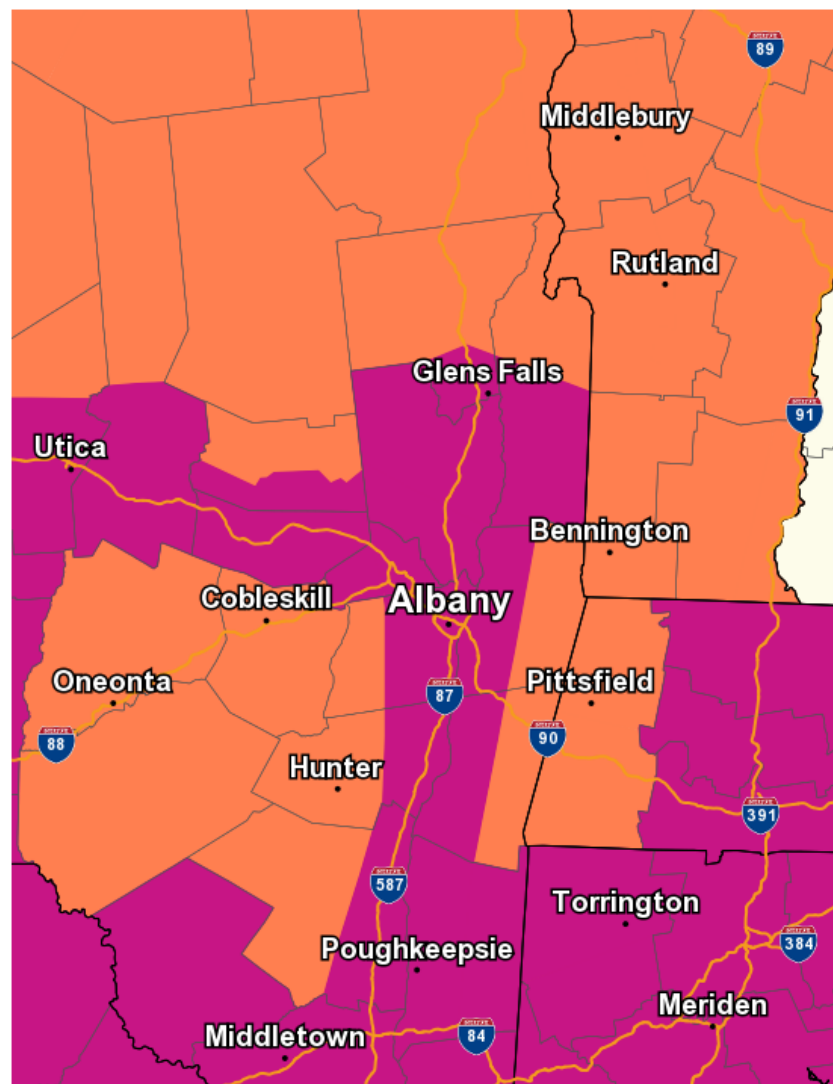 89
Middlebury
Rutland
Glens Falls
91
Utica
Bennington
Cobleskill
Albany
Oneonta
Pittsfield
87
88
90
Hunter
391
587
Torrington
384
Poughkeepsie
Meriden
Middletown
84